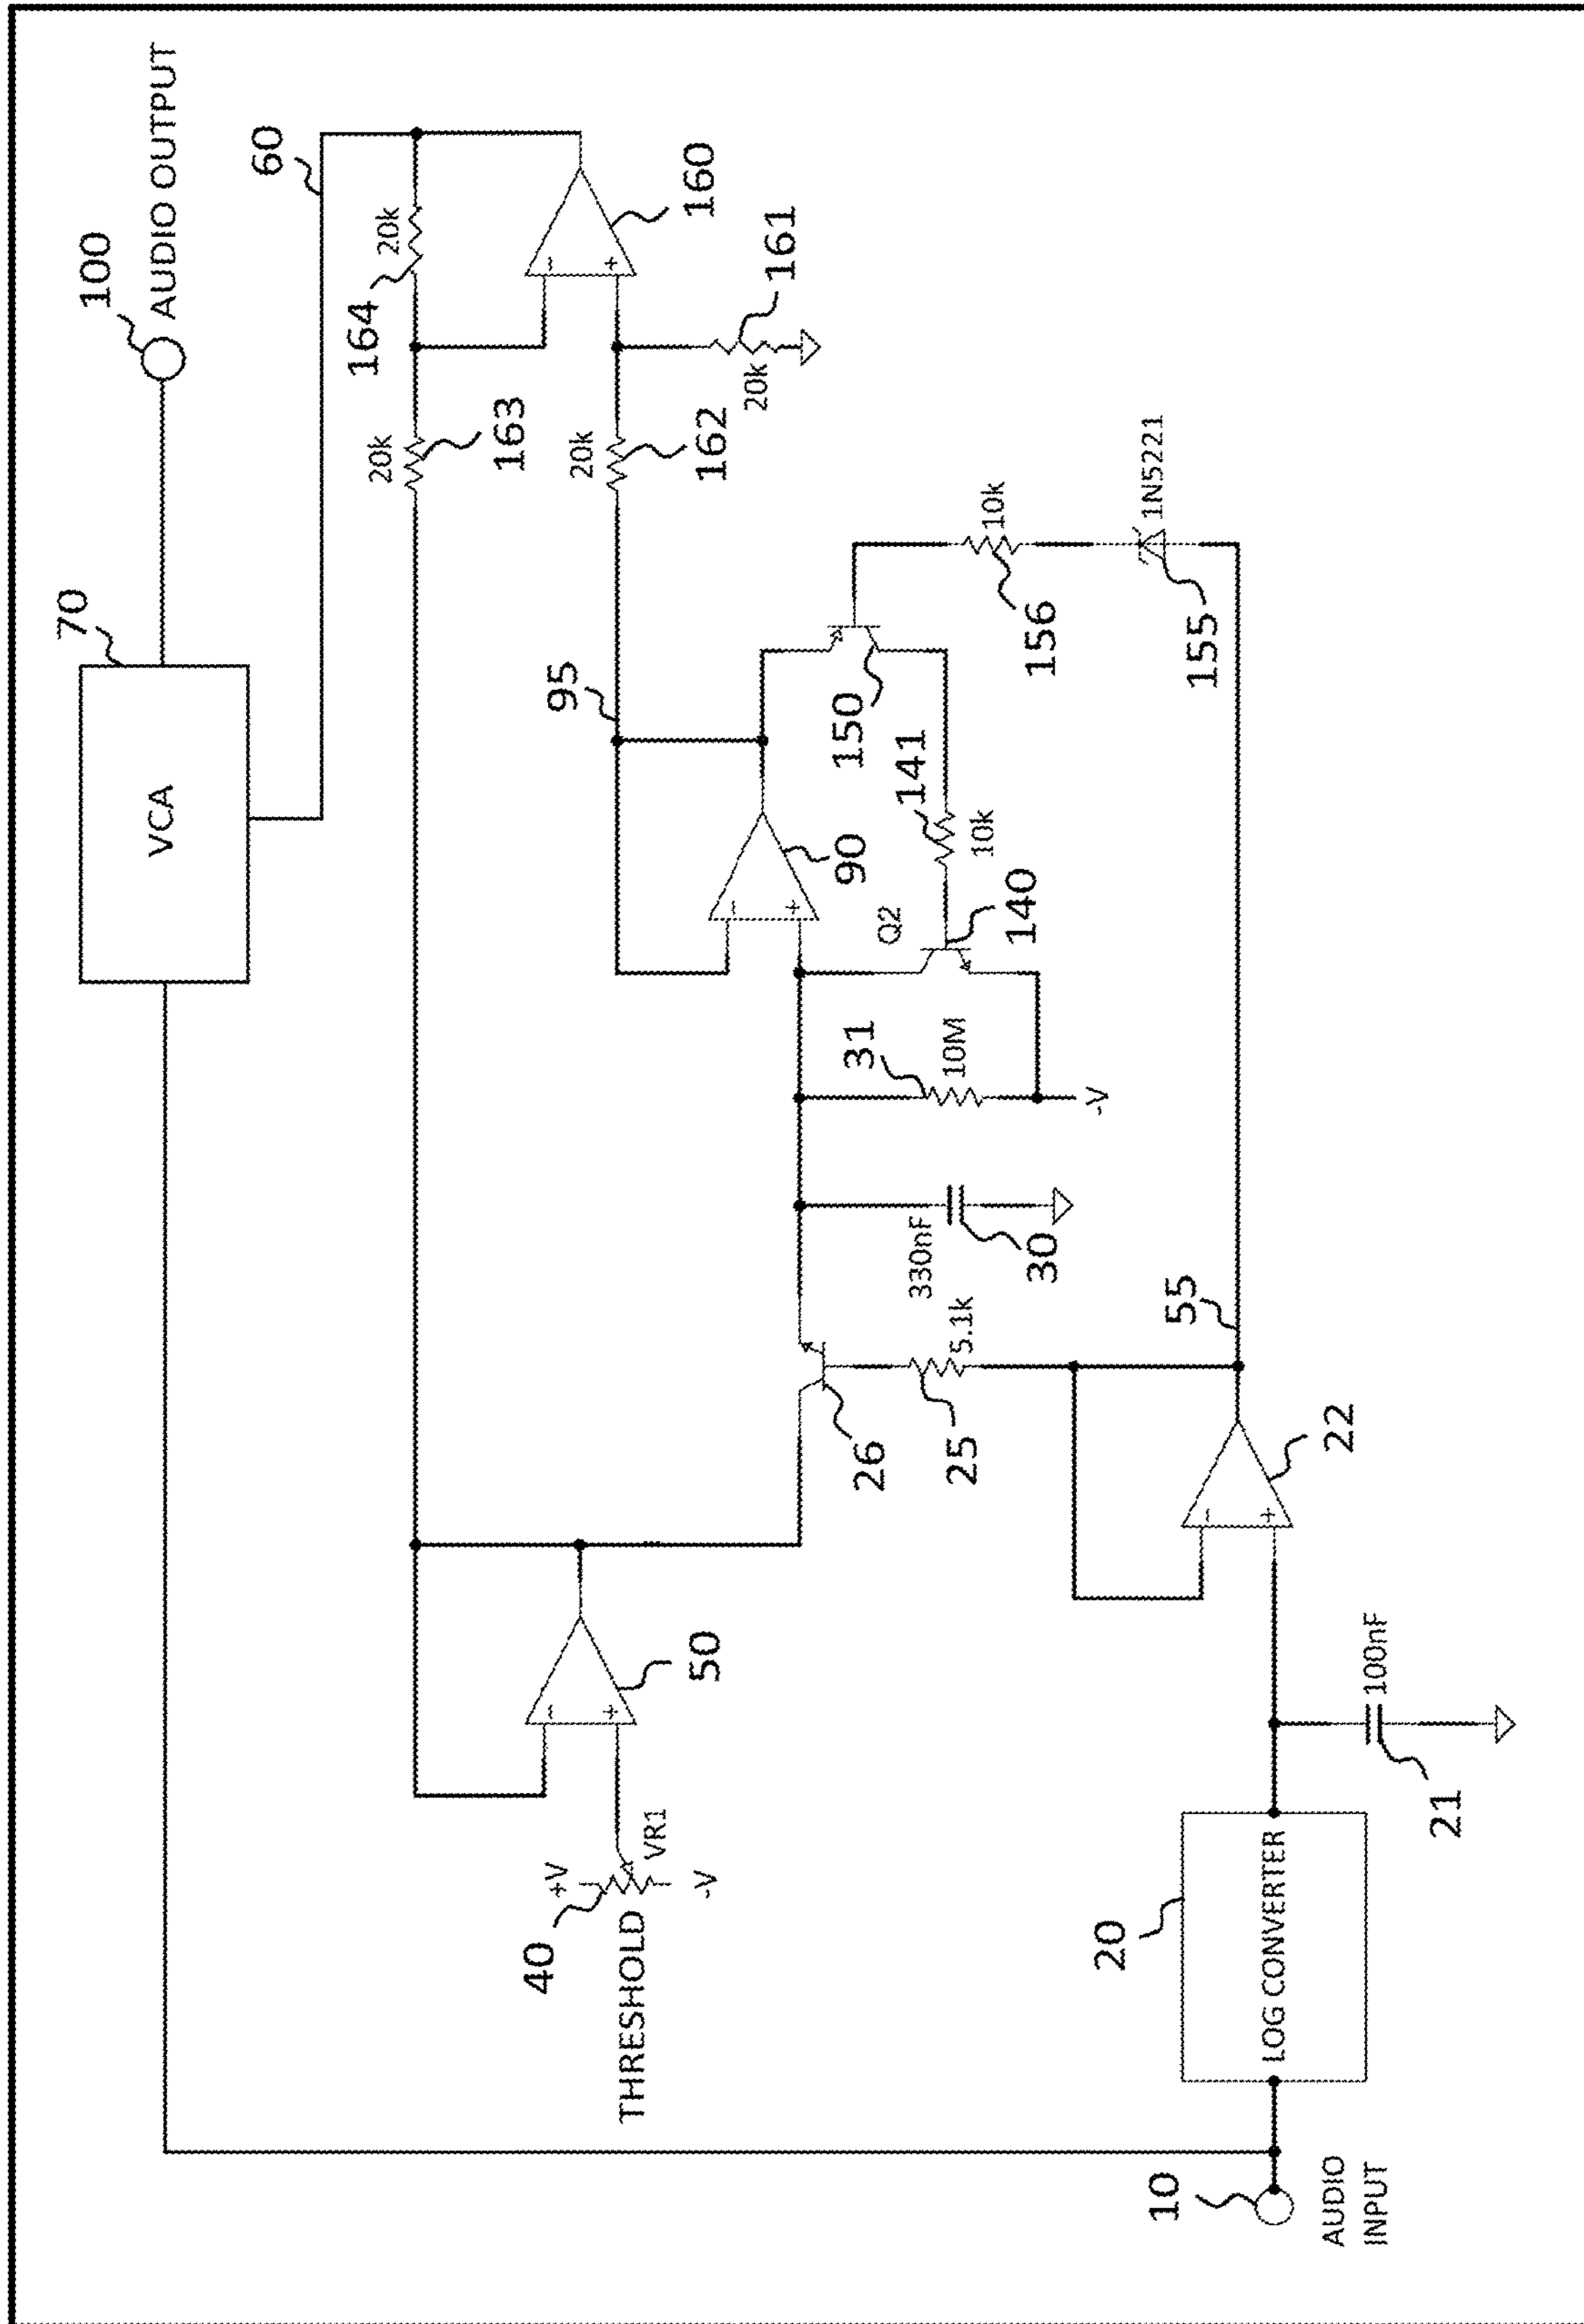 70
VCA
100
AUDIO OUTPUT
60
164
20k
20k
163
160
20k
162
161
20k
95
90
150
141
10k
Q2
140
10k
156
1N5221
155
31
10M
-V
330nF
30
26
25
5.1k
55
22
50
+V
VR1
-V
40
THRESHOLD
20
LOG CONVERTER
100nF
21
10
AUDIO
INPUT
-
+
-
+
-
+
-
+